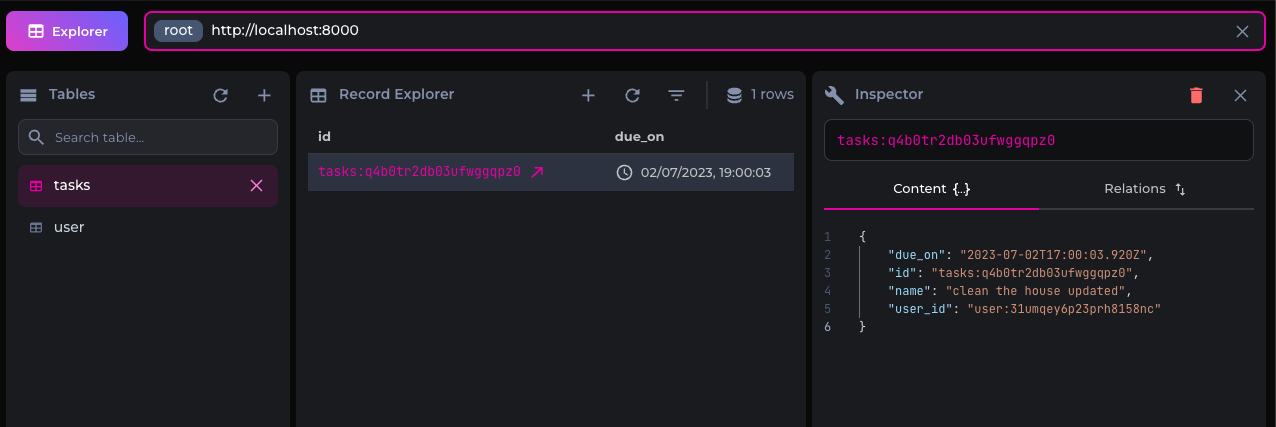 Explorer
root http://localhost:8000
Tables
Search table...
tasks
user
Record Explorer
1 rows
id due_on
tasks:q4b0tr2db03ufwggqpz0 02/07/2023, 19:00:03
Inspector
tasks:q4b0tr2db03ufwggqpz0
Content {..} Relations
1 {
2 "due_on": "2023-07-02T17:00:03.920Z",
3 "id": "tasks:q4b0tr2db03ufwggqpz0",
4 "name": "clean the house updated",
5 "user_id": "user:31umqey6p23prh8158nc"
6 }